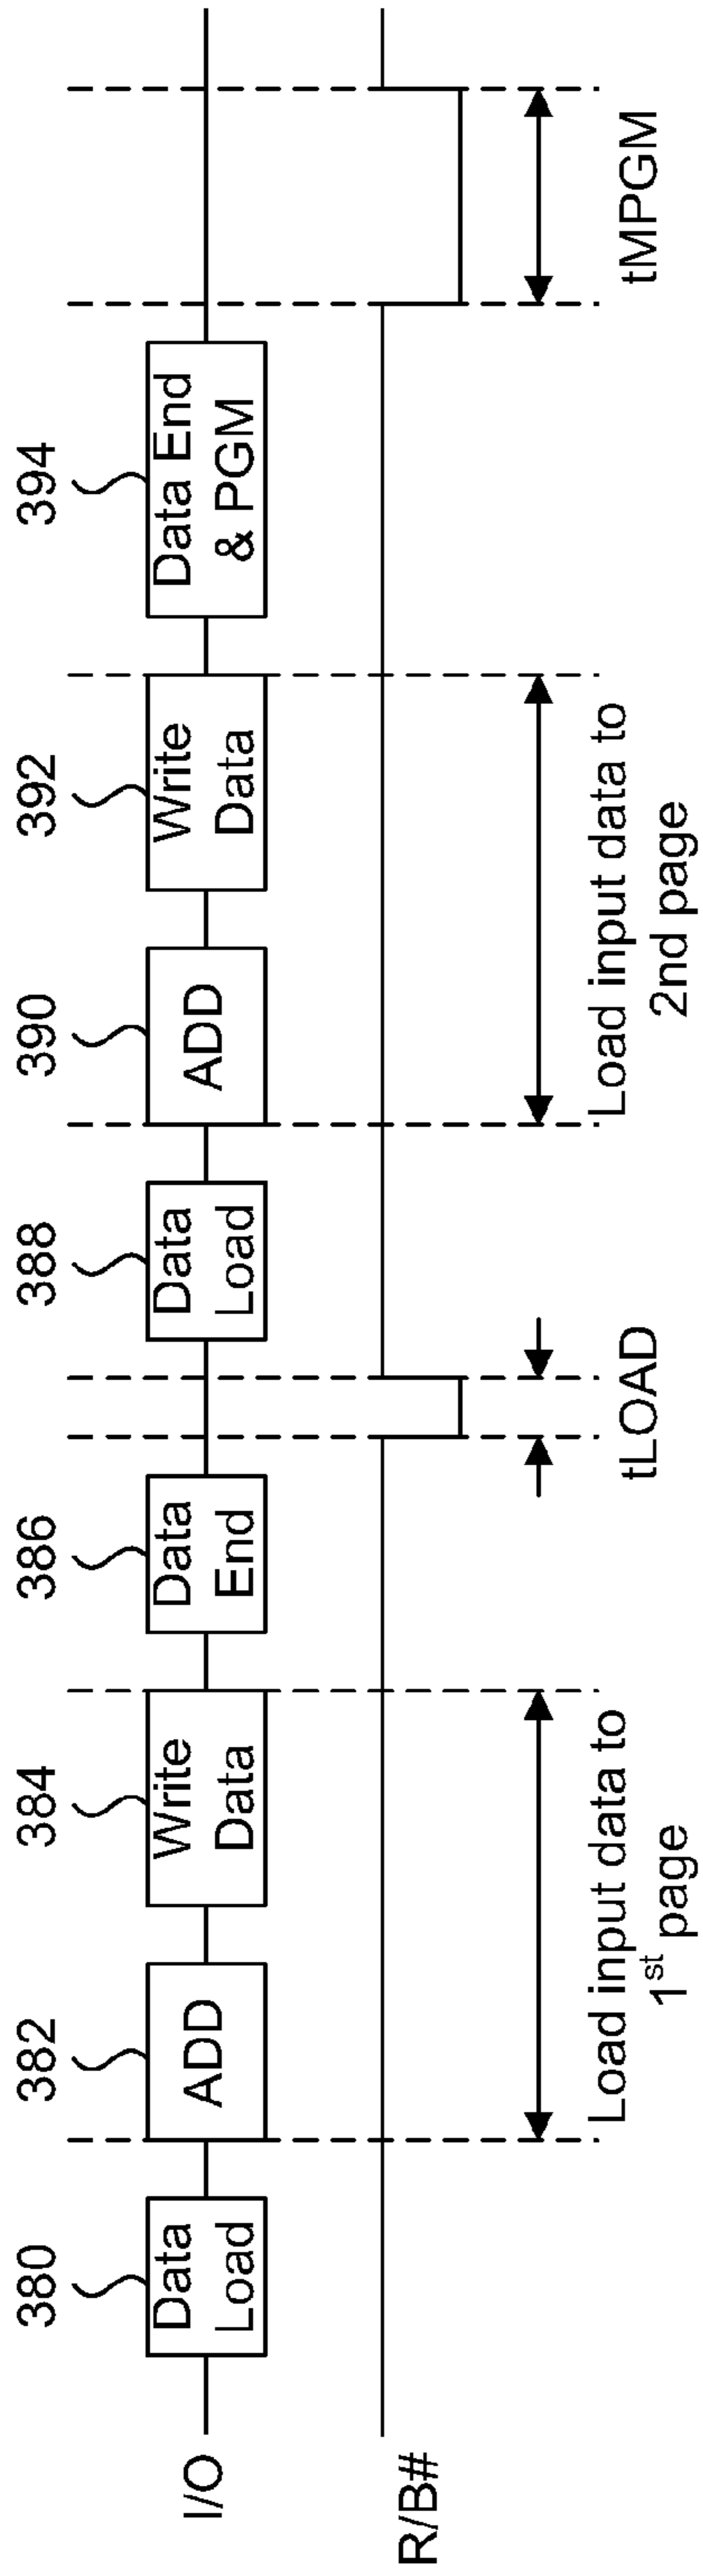 380
382
384
386
388
390
392
394
I/O
Data
Load
ADD
Write
Data
Data
End
Data
Load
ADD
Write
Data
Data End
& PGM
R/B#
Load input data to
1st page
tLOAD
Load input data to
2nd page
tMPGM